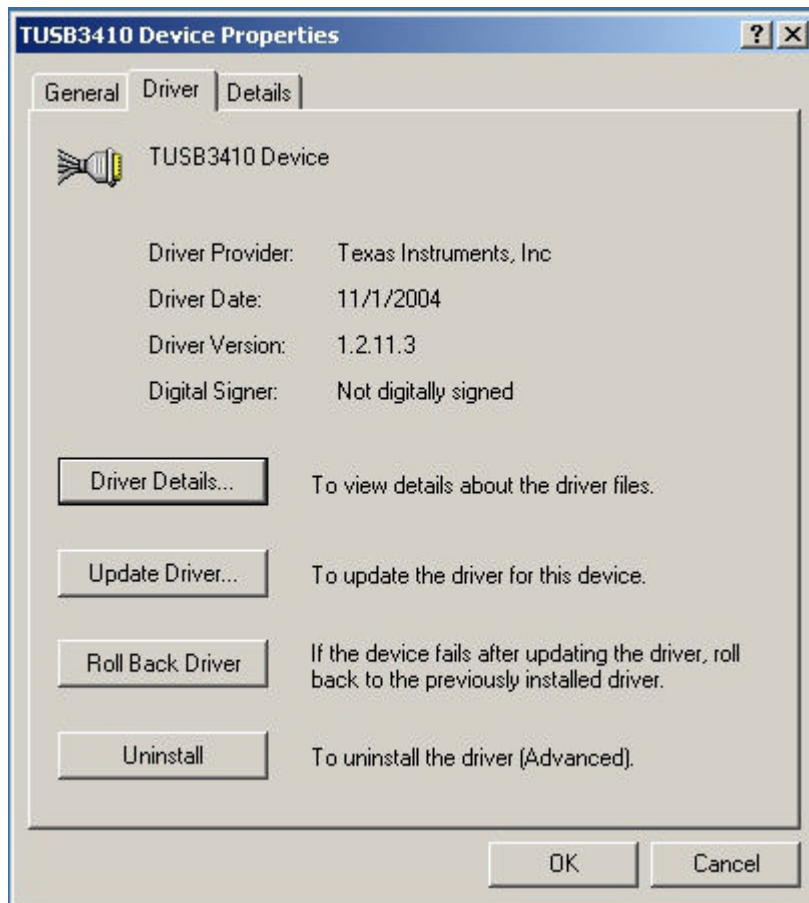 TUSB3410 Device Properties
General Driver Details
TUSB3410 Device
Driver Provider: Texas Instruments, Inc
Driver Date: 11/1/2004
Driver Version: 1.2.11.3
Digital Signer: Not digitally signed
Driver Details... To view details about the driver files.
Update Driver... To update the driver for this device.
Roll Back Driver If the device fails after updating the driver, roll
back to the previously installed driver.
Uninstall To uninstall the driver (Advanced).
OK Cancel